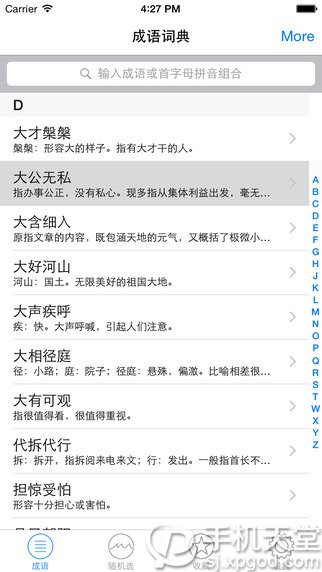 Carrier
4:27 PM
成语词典
More
输入成语或首字母拼音组合
D
大才槃槃
槃槃：形容大的样子。指有大才干的人。
大公无私
指办事公正，没有私心。现多指从集体利益出发，毫无…
大含细入
原指文章的内容，既包涵天地的元气，又概括了极微小…
大好河山
河山：国土。无限美好的祖国大地。
大声疾呼
疾：快。大声呼喊，引起人们注意。
大相径庭
径：小路；庭：院子；径庭：悬殊，偏激。比喻相差很…
大有可观
指很值得看，很值得重视。
代拆代行
拆：拆开，指拆阅来电来文；行：发出。一般指首长不…
担惊受怕
形容十分担心或害怕。
A
B
C
D
E
F
G
H
J
K
L
M
N
O
P
Q
R
S
T
W
X
Y
Z
成语
随机选
收藏
手机天堂
sj.xpgod.com